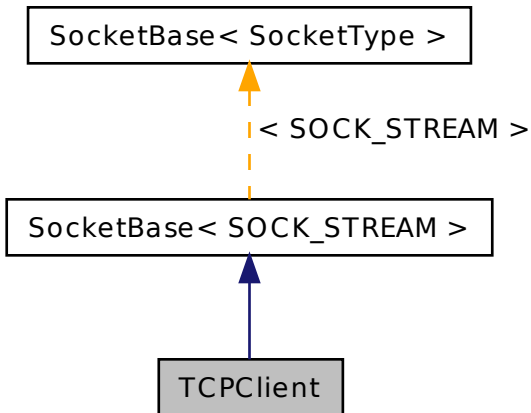 SocketBase< SocketType >
< SOCK_STREAM >
SocketBase< SOCK_STREAM >
TCPClient